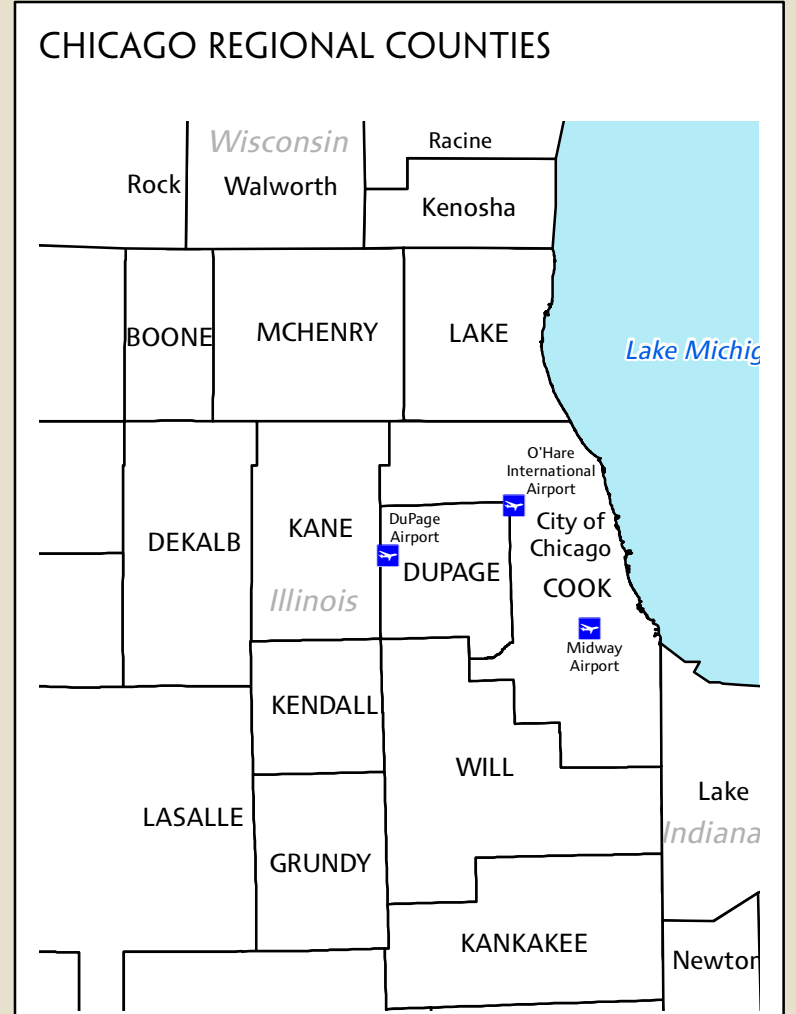 CHICAGO REGIONAL COUNTIES
Wisconsin
Racine
Rock
Walworth
Kenosha
BOONE
MCHENRY
LAKE
Lake Michig
O'Hare
International
Airport
DuPage
Airport
City of
Chicago
KANE
DEKALB
DUPAGE
COOK
Illinois
Midway
Airport
KENDALL
WILL
Lake
LASALLE
Indiana
GRUNDY
KANKAKEE
Newton